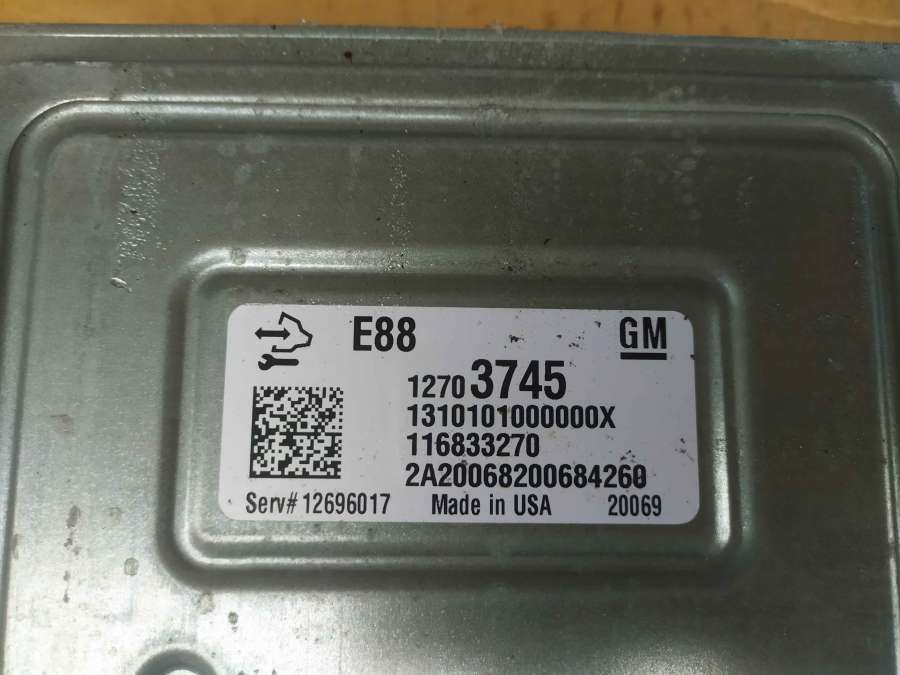 E88 GM
12703745
1310101000000X
116833270
2A20068200684260
Serv# 12696017 Made in USA 20069